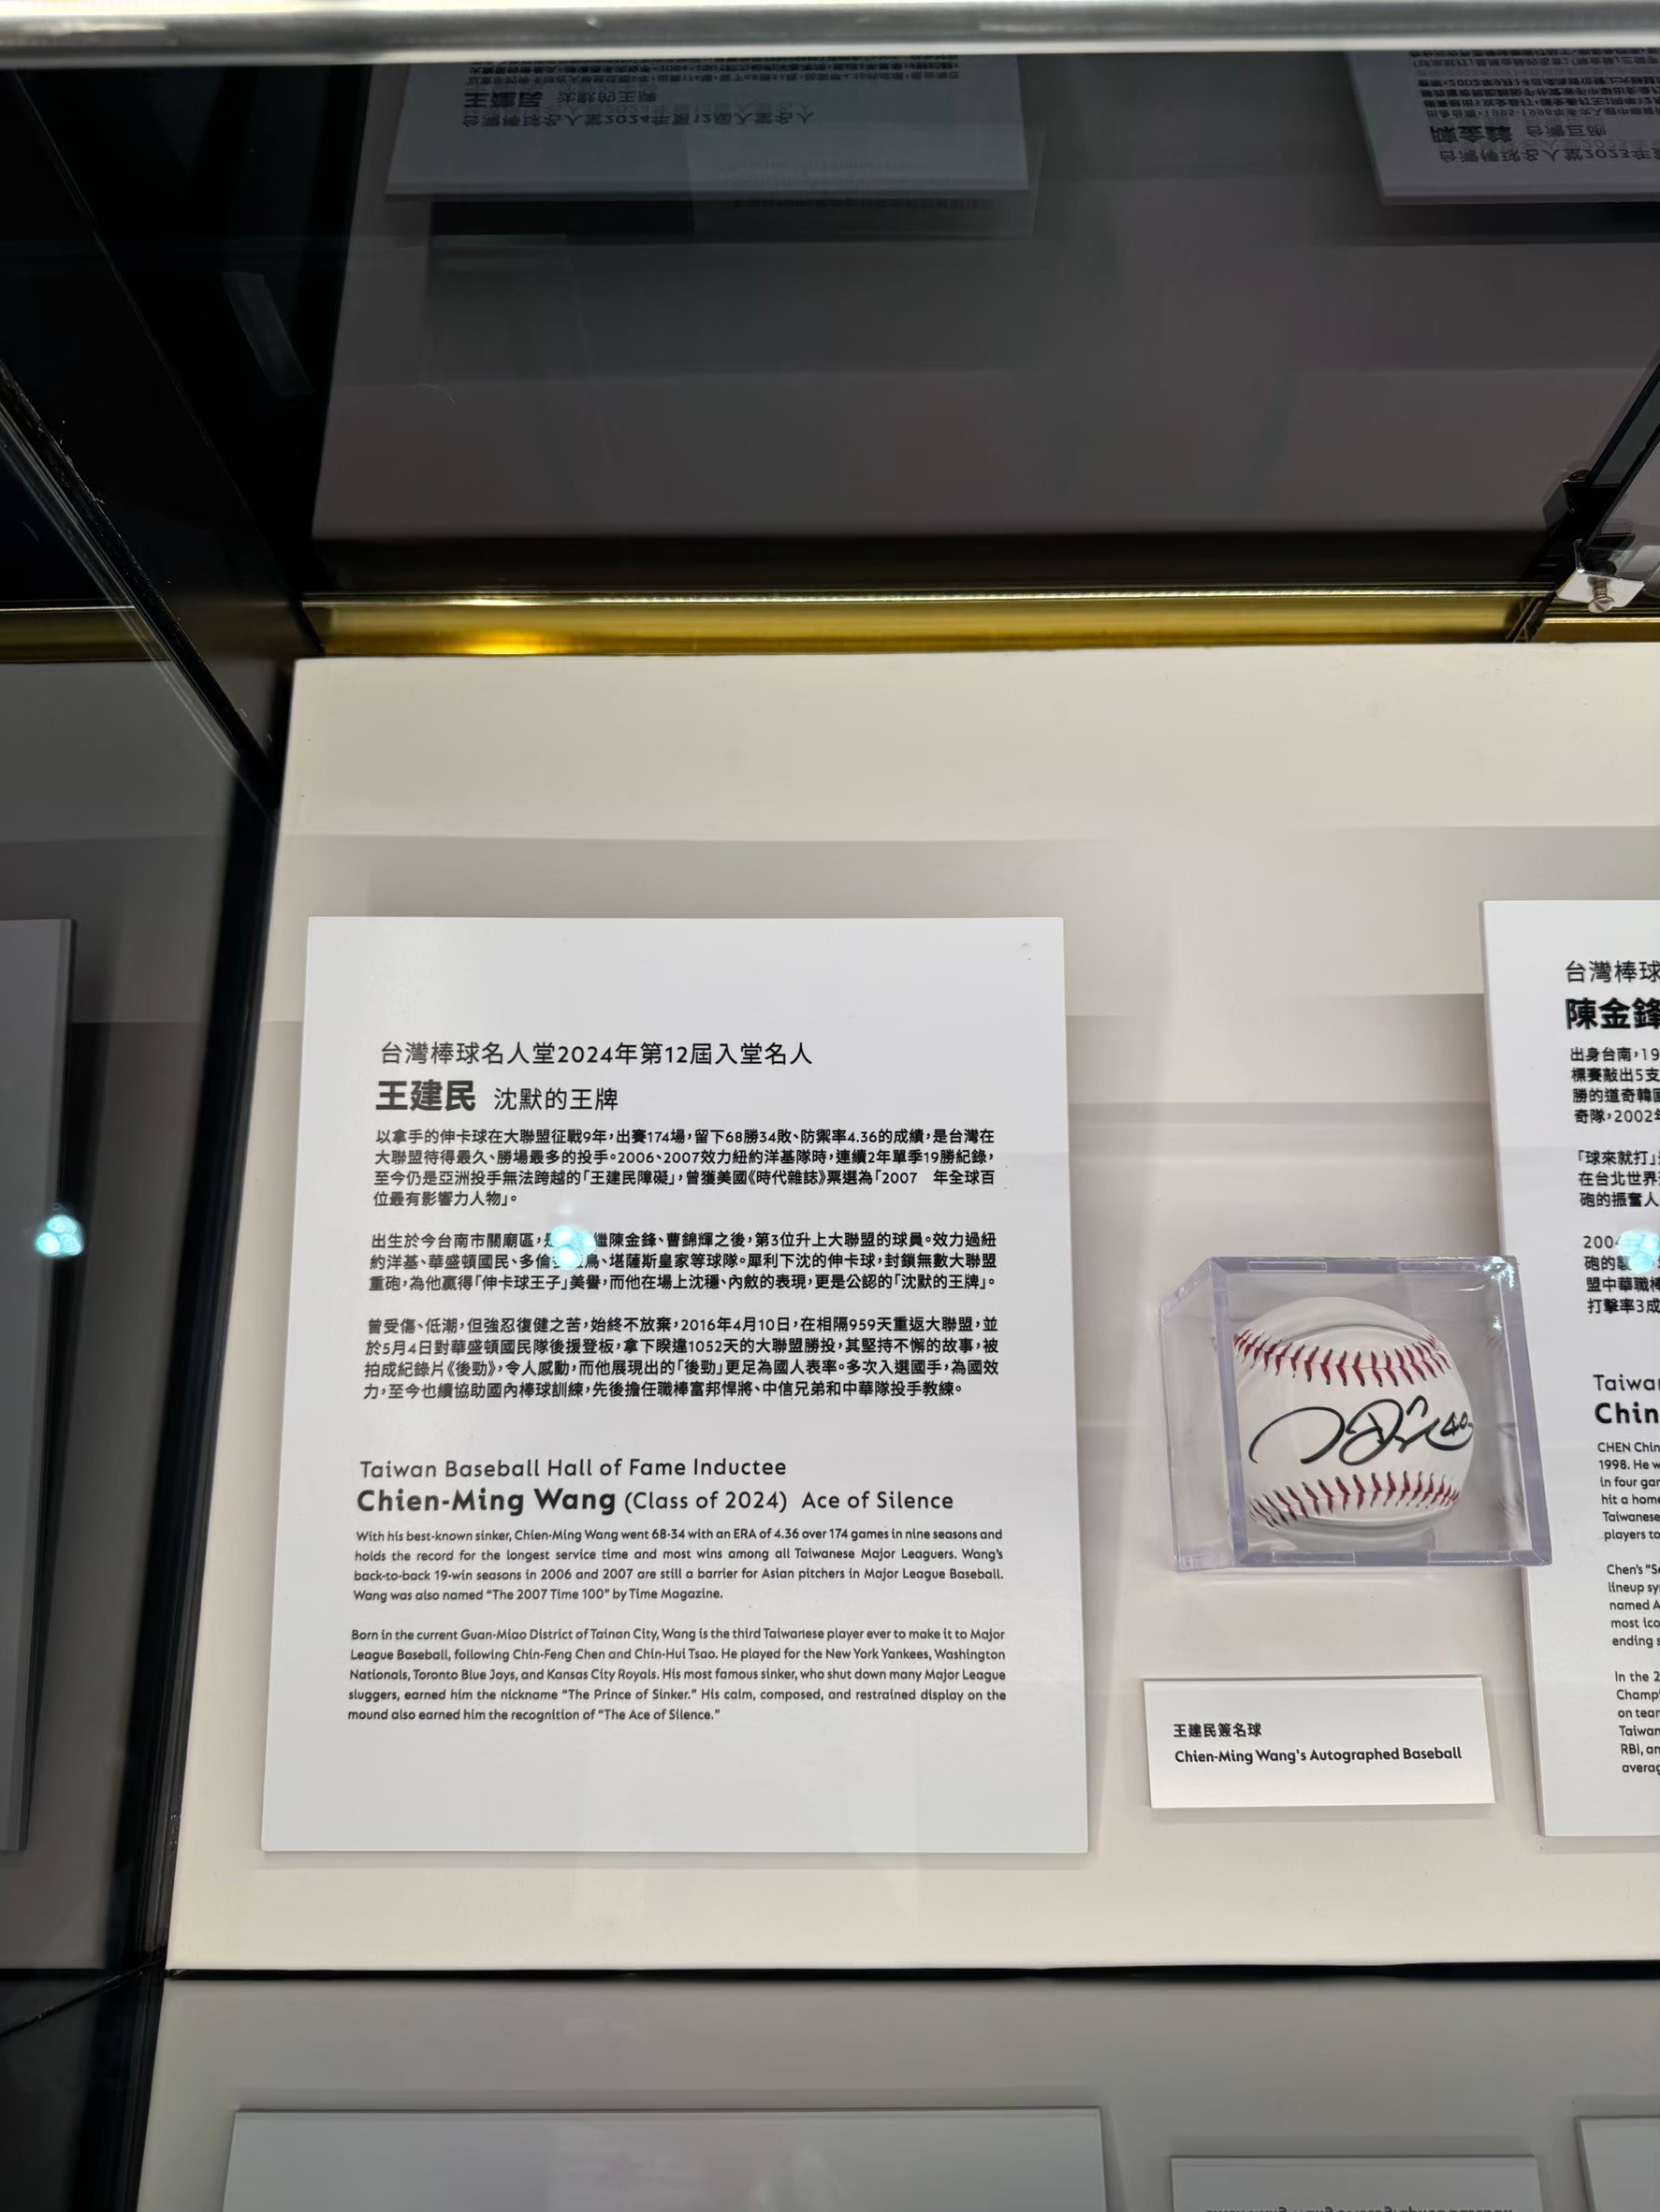 台灣棒球名人堂2024年第12屆入堂名人
王建民 沈默的王牌
以拿手的伸卡球在大聯盟征戰9年,出賽174場,留下68勝34敗、防禦率4.36的成績,是台灣在
大聯盟待得最久、勝場最多的投手。2006、2007效力紐約洋基隊時,連續2年單季19勝紀錄,
至今仍是亞洲投手無法跨越的「王建民障礙」,曾獲美國《時代雜誌》票選為「2007 年全球百
位最有影響力人物」。
出生於今台南市關廟區,是繼陳金鋒、曹錦輝之後,第3位升上大聯盟的球員。效力過紐
約洋基、華盛頓國民、多倫鳥、堪薩斯皇家等球隊。犀利下沈的伸卡球,封鎖無數大聯盟
重砲,為他贏得「伸卡球王子」美譽,而他在場上沈穩、內斂的表現,更是公認的「沈默的王牌」。
曾受傷、低潮,但強忍復健之苦,始終不放棄,2016年4月10日,在相隔959天重返大聯盟,並
於5月4日對華盛頓國民隊後援登板,拿下睽違1052天的大聯盟勝投,其堅持不懈的故事,被
拍成紀錄片《後勁》,令人感動,而他展現出的「後勁」更足為國人表率。多次入選國手,為國效
力,至今也續協助國內棒球訓練,先後擔任職棒富邦悍將、中信兄弟和中華隊投手教練。
Taiwan Baseball Hall of Fame Inductee
Chien-Ming Wang (Class of 2024) Ace of Silence
With his best-known sinker, Chien-Ming Wang went 68-34 with an ERA of 4.36 over 174 games in nine seasons and
holds the record for the longest service time and most wins among all Taiwanese Major Leaguers. Wang's
back-to-back 19-win seasons in 2006 and 2007 are still a barrier for Asian pitchers in Major League Baseball.
Wang was also named “The 2007 Time 100” by Time Magazine.
Born in the current Guan-Miao District of Tainan City, Wang is the third Taiwanese player ever to make it to Major
League Baseball, following Chin-Feng Chen and Chin-Hui Tsao. He played for the New York Yankees, Washington
Nationals, Toronto Blue Jays, and Kansas City Royals. His most famous sinker, who shut down many Major League
sluggers, earned him the nickname “The Prince of Sinker.” His calm, composed, and restrained display on the
mound also earned him the recognition of “The Ace of Silence.”
40
王建民簽名球
Chien-Ming Wang's Autographed Baseball
台灣棒球
陳金鋒
出身台南,19
標賽敲出5支
勝的道奇韓國
奇隊,2002年
「球來就打」
在台北世界
砲的振奮人
2004
砲的
盟中華職棒
打擊率3成
Taiwan
Chin
CHEN Chin
1998. He w
in four gam
hit a home
Taiwanese
players to
Chen's “Se
lineup sy
named A
most ico
ending s
In the 2
Champ
on team
Taiwan
RBI, an
averag